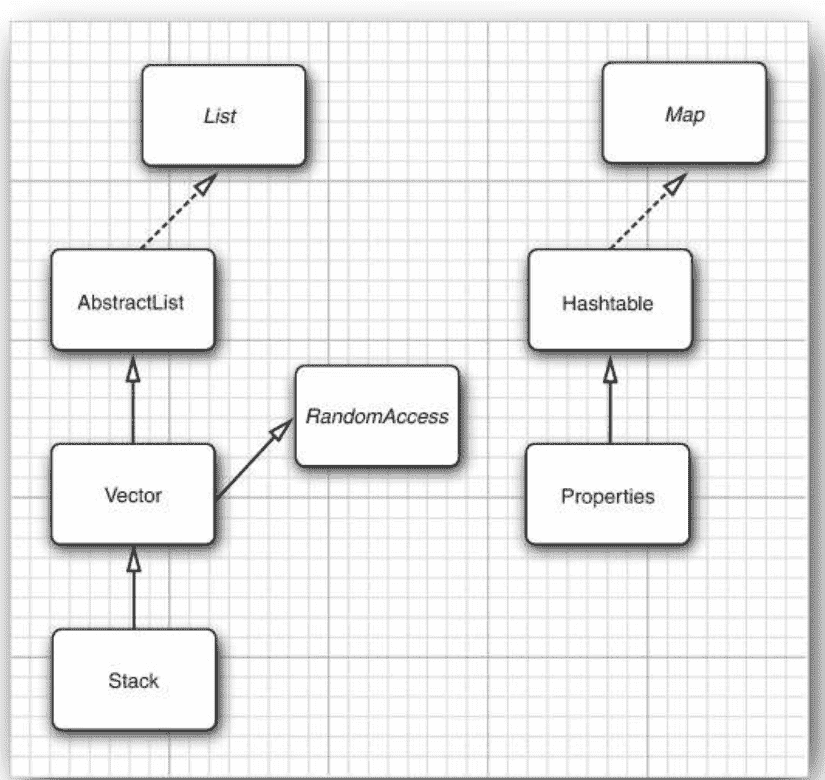 List
Map
AbstractList
Hashtable
RandomAccess
Vector
Properties
Stack